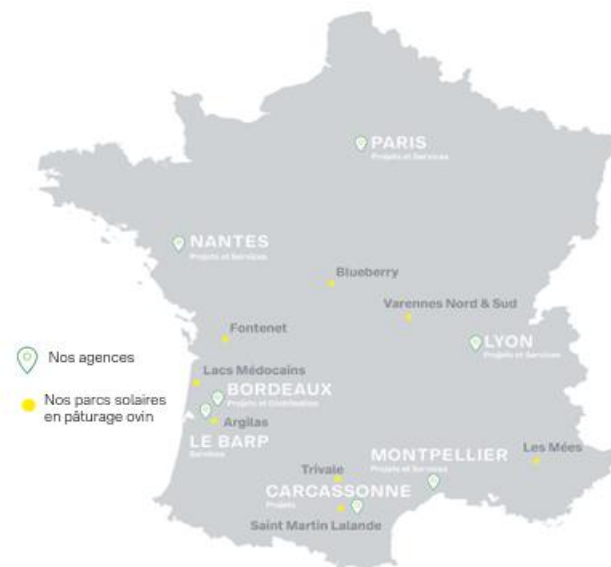 PARIS
Projets et Services
NANTES
Projets et Services
Blueberry
Varennes Nord & Sud
Fontenet
LYON
Projets et Services
Nos agences
Lacs Médocains
BORDEAUX
Projets et Distribution
Nos parcs solaires
en pâturage ovin
Argilas
LE BARP
Services
MONTPELLIER
Projets et Services
Les Mées
Trivale
CARCASSONNE
Projets
Saint Martin Lalande